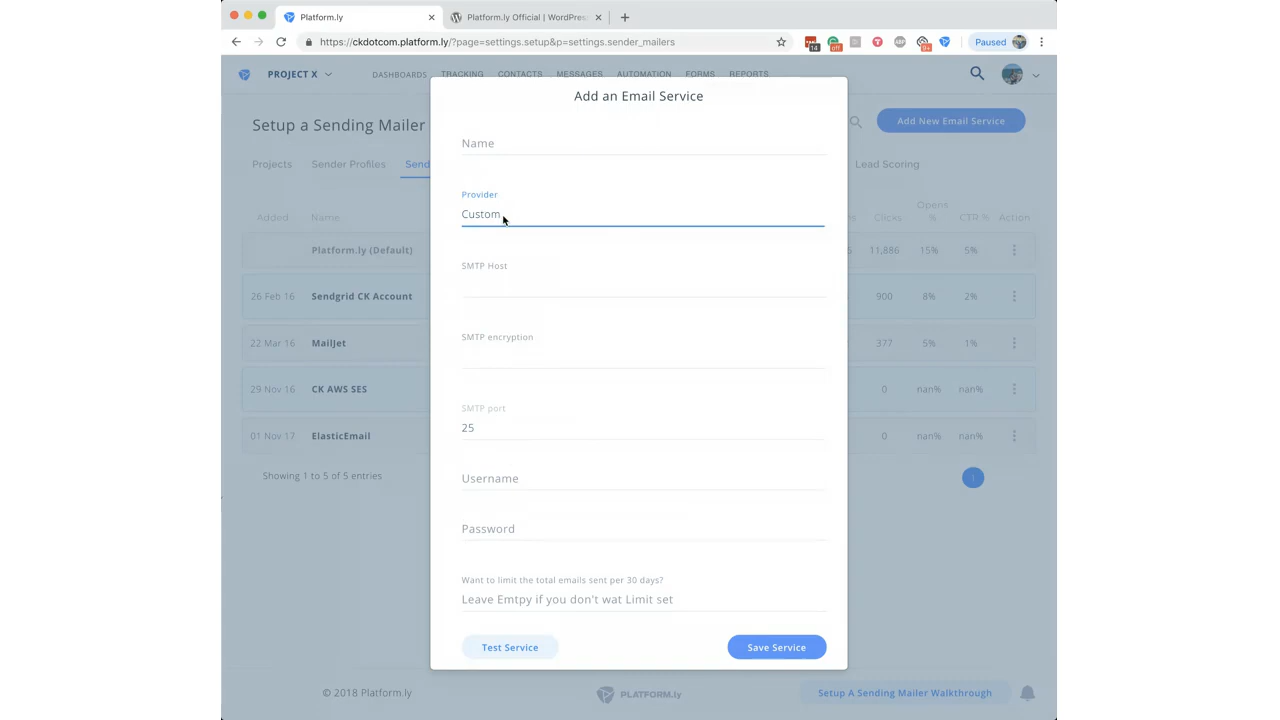 Platform.ly
Platform.ly Official | WordPres
https://ckdotcom.platform.ly/?page=settings.setup&p=settings.sender_mailers
14
off
ABP
9+
Paused
PROJECT X
DASHBOARDS
TRACKING
CONTACTS
MESSAGES
AUTOMATION
FORMS
REPORTS
Setup a Sending Mailer
Add New Email Service
Projects
Sender Profiles
Send
Lead Scoring
Added
Name
Clicks
Opens %
CTR %
Action
Platform.ly (Default)
11,886
15%
5%
26 Feb 16
Sendgrid CK Account
900
8%
2%
22 Mar 16
MailJet
377
5%
1%
29 Nov 16
CK AWS SES
0
nan%
nan%
01 Nov 17
ElasticEmail
0
nan%
nan%
Showing 1 to 5 of 5 entries
1
Add an Email Service
Name
Provider
Custom
SMTP Host
SMTP encryption
SMTP port
25
Username
Password
Want to limit the total emails sent per 30 days?
Leave Emtpy if you don't wat Limit set
Test Service
Save Service
© 2018 Platform.ly
PLATFORM.ly
Setup A Sending Mailer Walkthrough